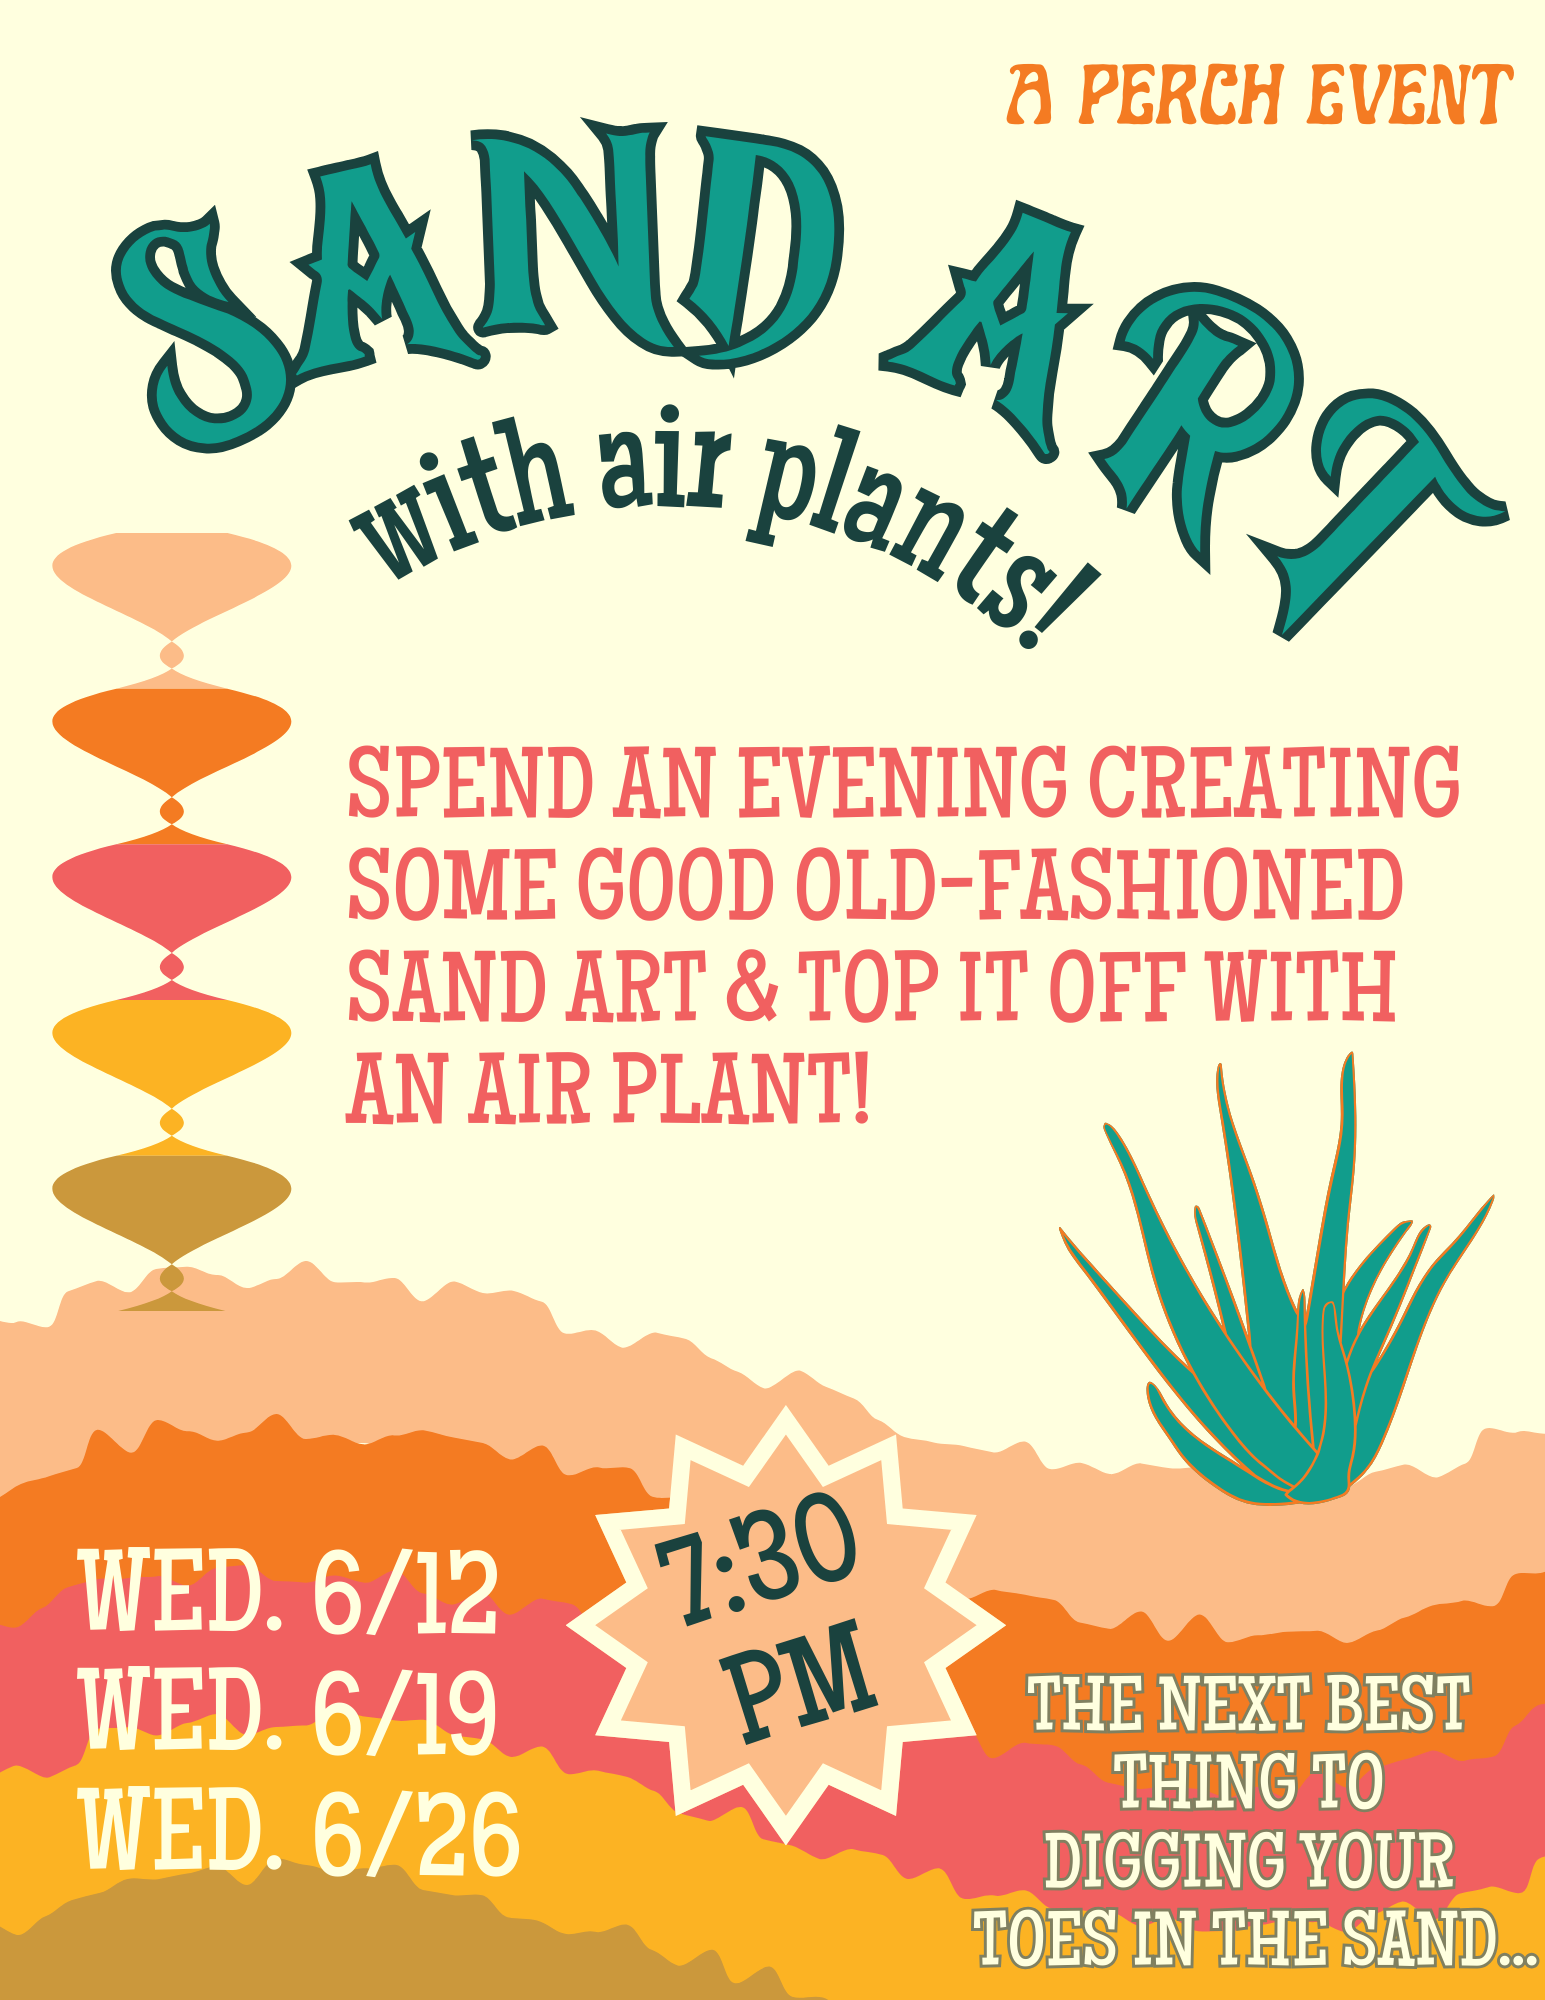 A PERCH EVENT
SAND ART
with air plants!
SPEND AN EVENING CREATING
SOME GOOD OLD-FASHIONED
SAND ART & TOP IT OFF WITH
AN AIR PLANT!
WED. 6/12
WED. 6/19
WED. 6/26
7:30
PM
THE NEXT BEST
THING TO
DIGGING YOUR
TOES IN THE SAND...